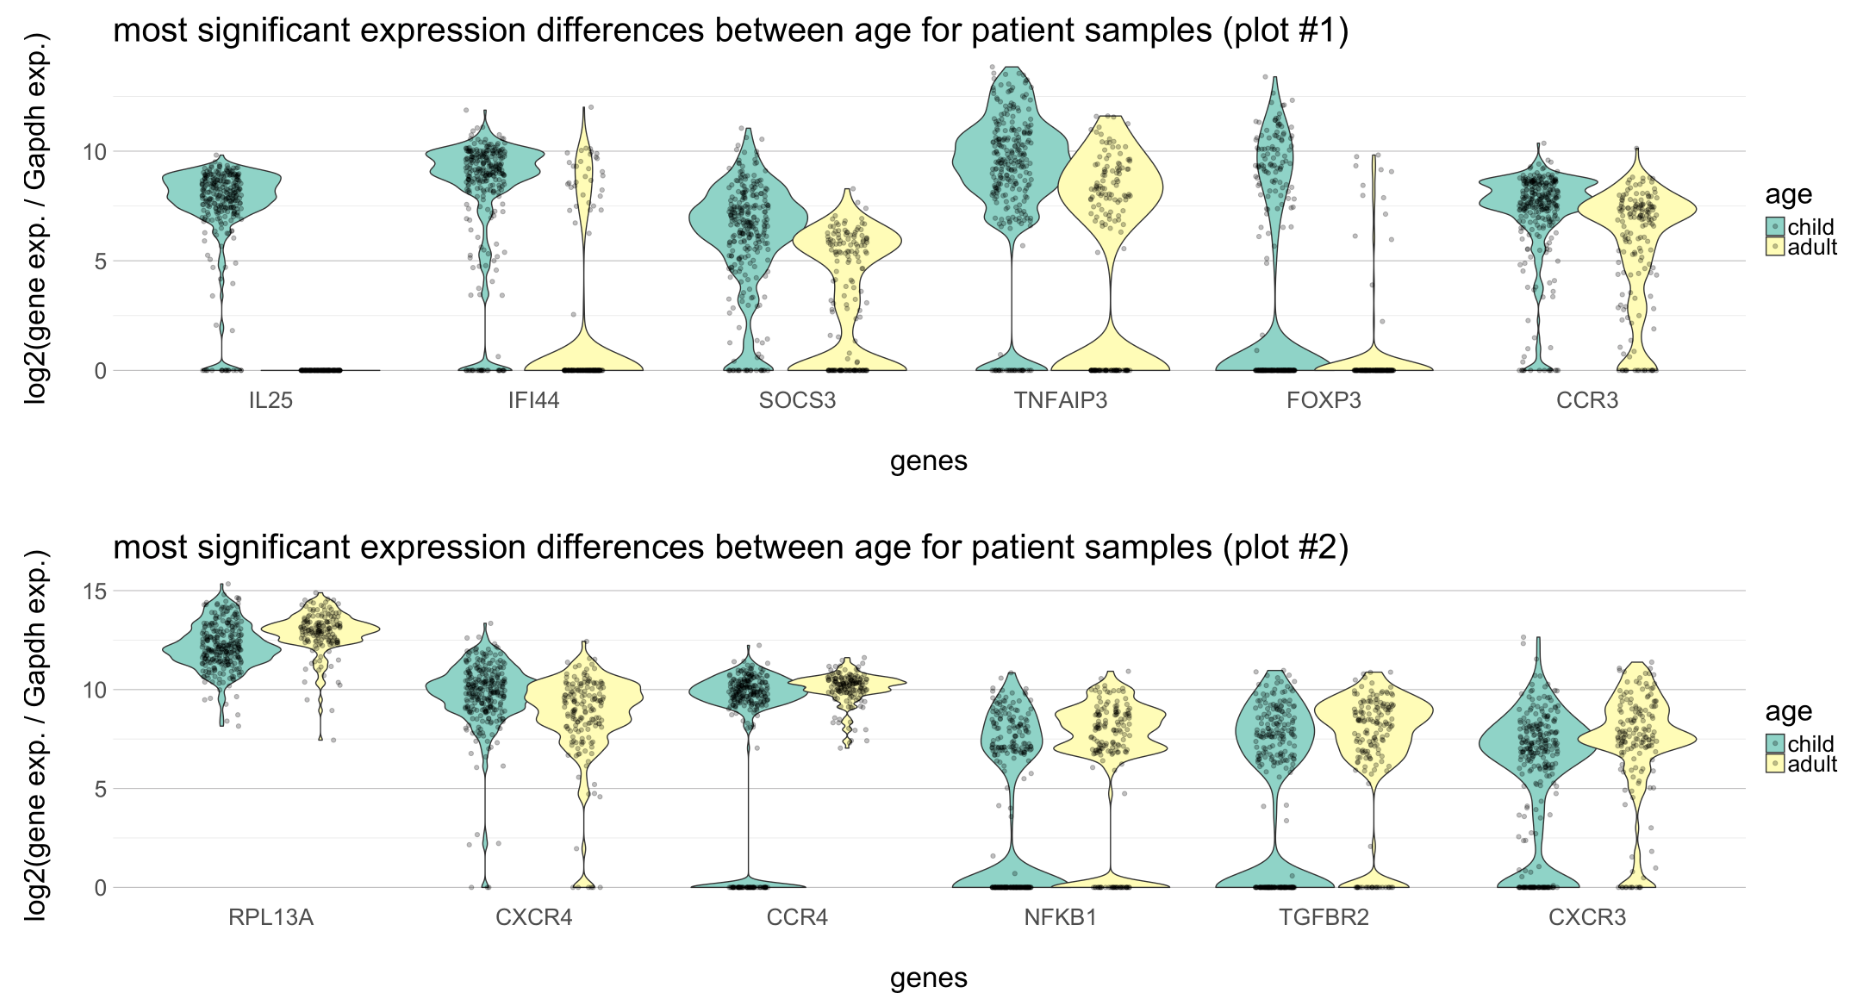 most significant expression differences between age for patient samples (plot #1)
log2(gene exp. / Gapdh exp.)
10
5
0
IL25 IFI44 SOCS3 TNFAIP3 FOXP3 CCR3
genes
age
child
adult
most significant expression differences between age for patient samples (plot #2)
log2(gene exp. / Gapdh exp.)
15
10
5
0
RPL13A CXCR4 CCR4 NFKB1 TGFBR2 CXCR3
genes
age
child
adult